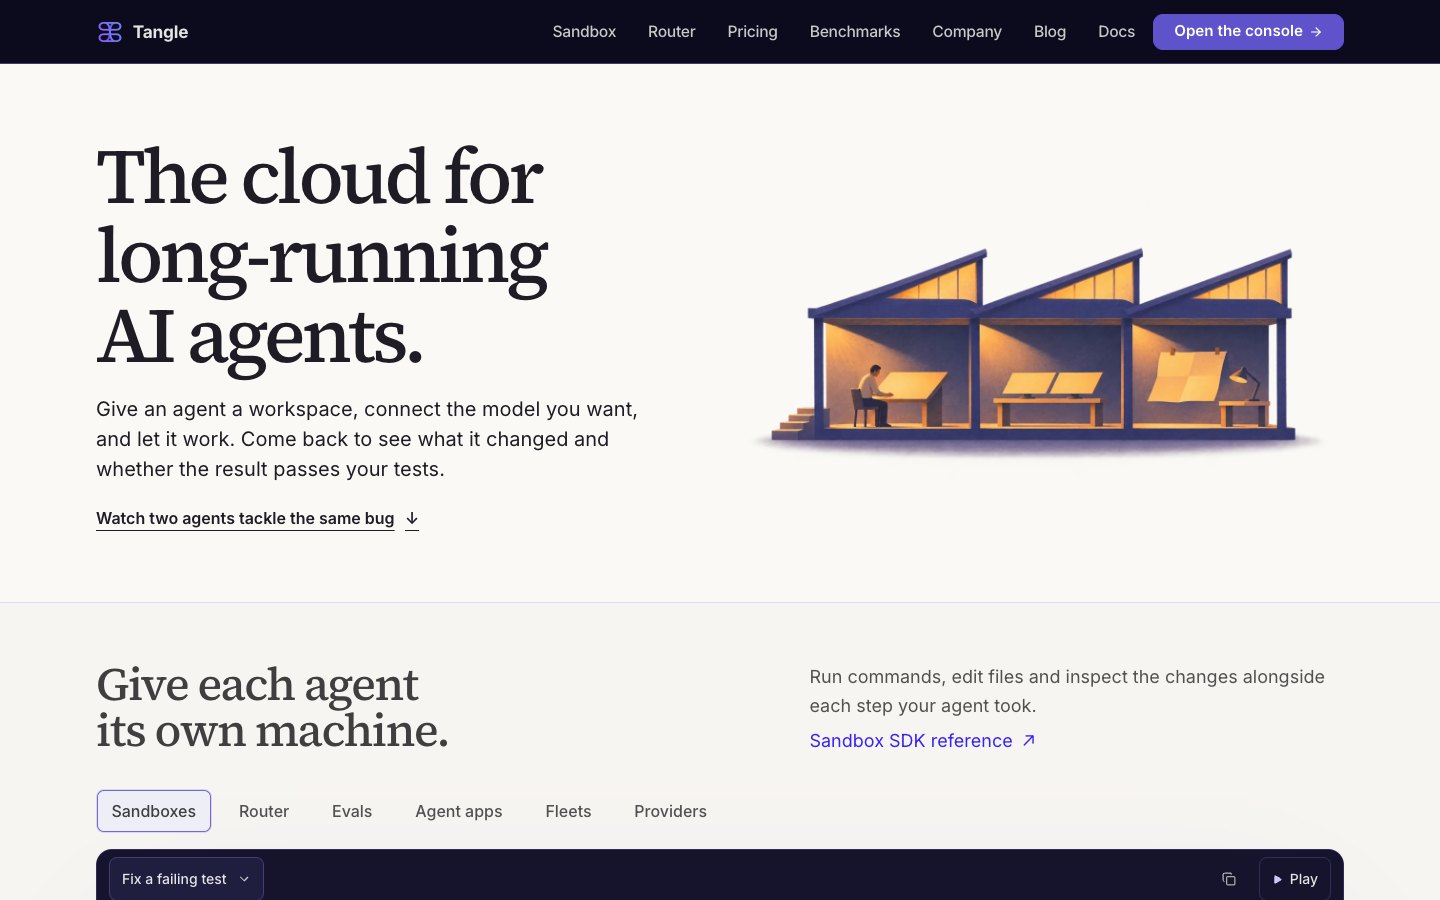 Tangle
Sandbox
Router
Pricing
Benchmarks
Company
Blog
Docs
Open the console →
The cloud for
long-running
AI agents.
Give an agent a workspace, connect the model you want,
and let it work. Come back to see what it changed and
whether the result passes your tests.
Watch two agents tackle the same bug ↓
Give each agent
its own machine.
Run commands, edit files and inspect the changes alongside
each step your agent took.
Sandbox SDK reference ↗
Sandboxes
Router
Evals
Agent apps
Fleets
Providers
Fix a failing test
Play